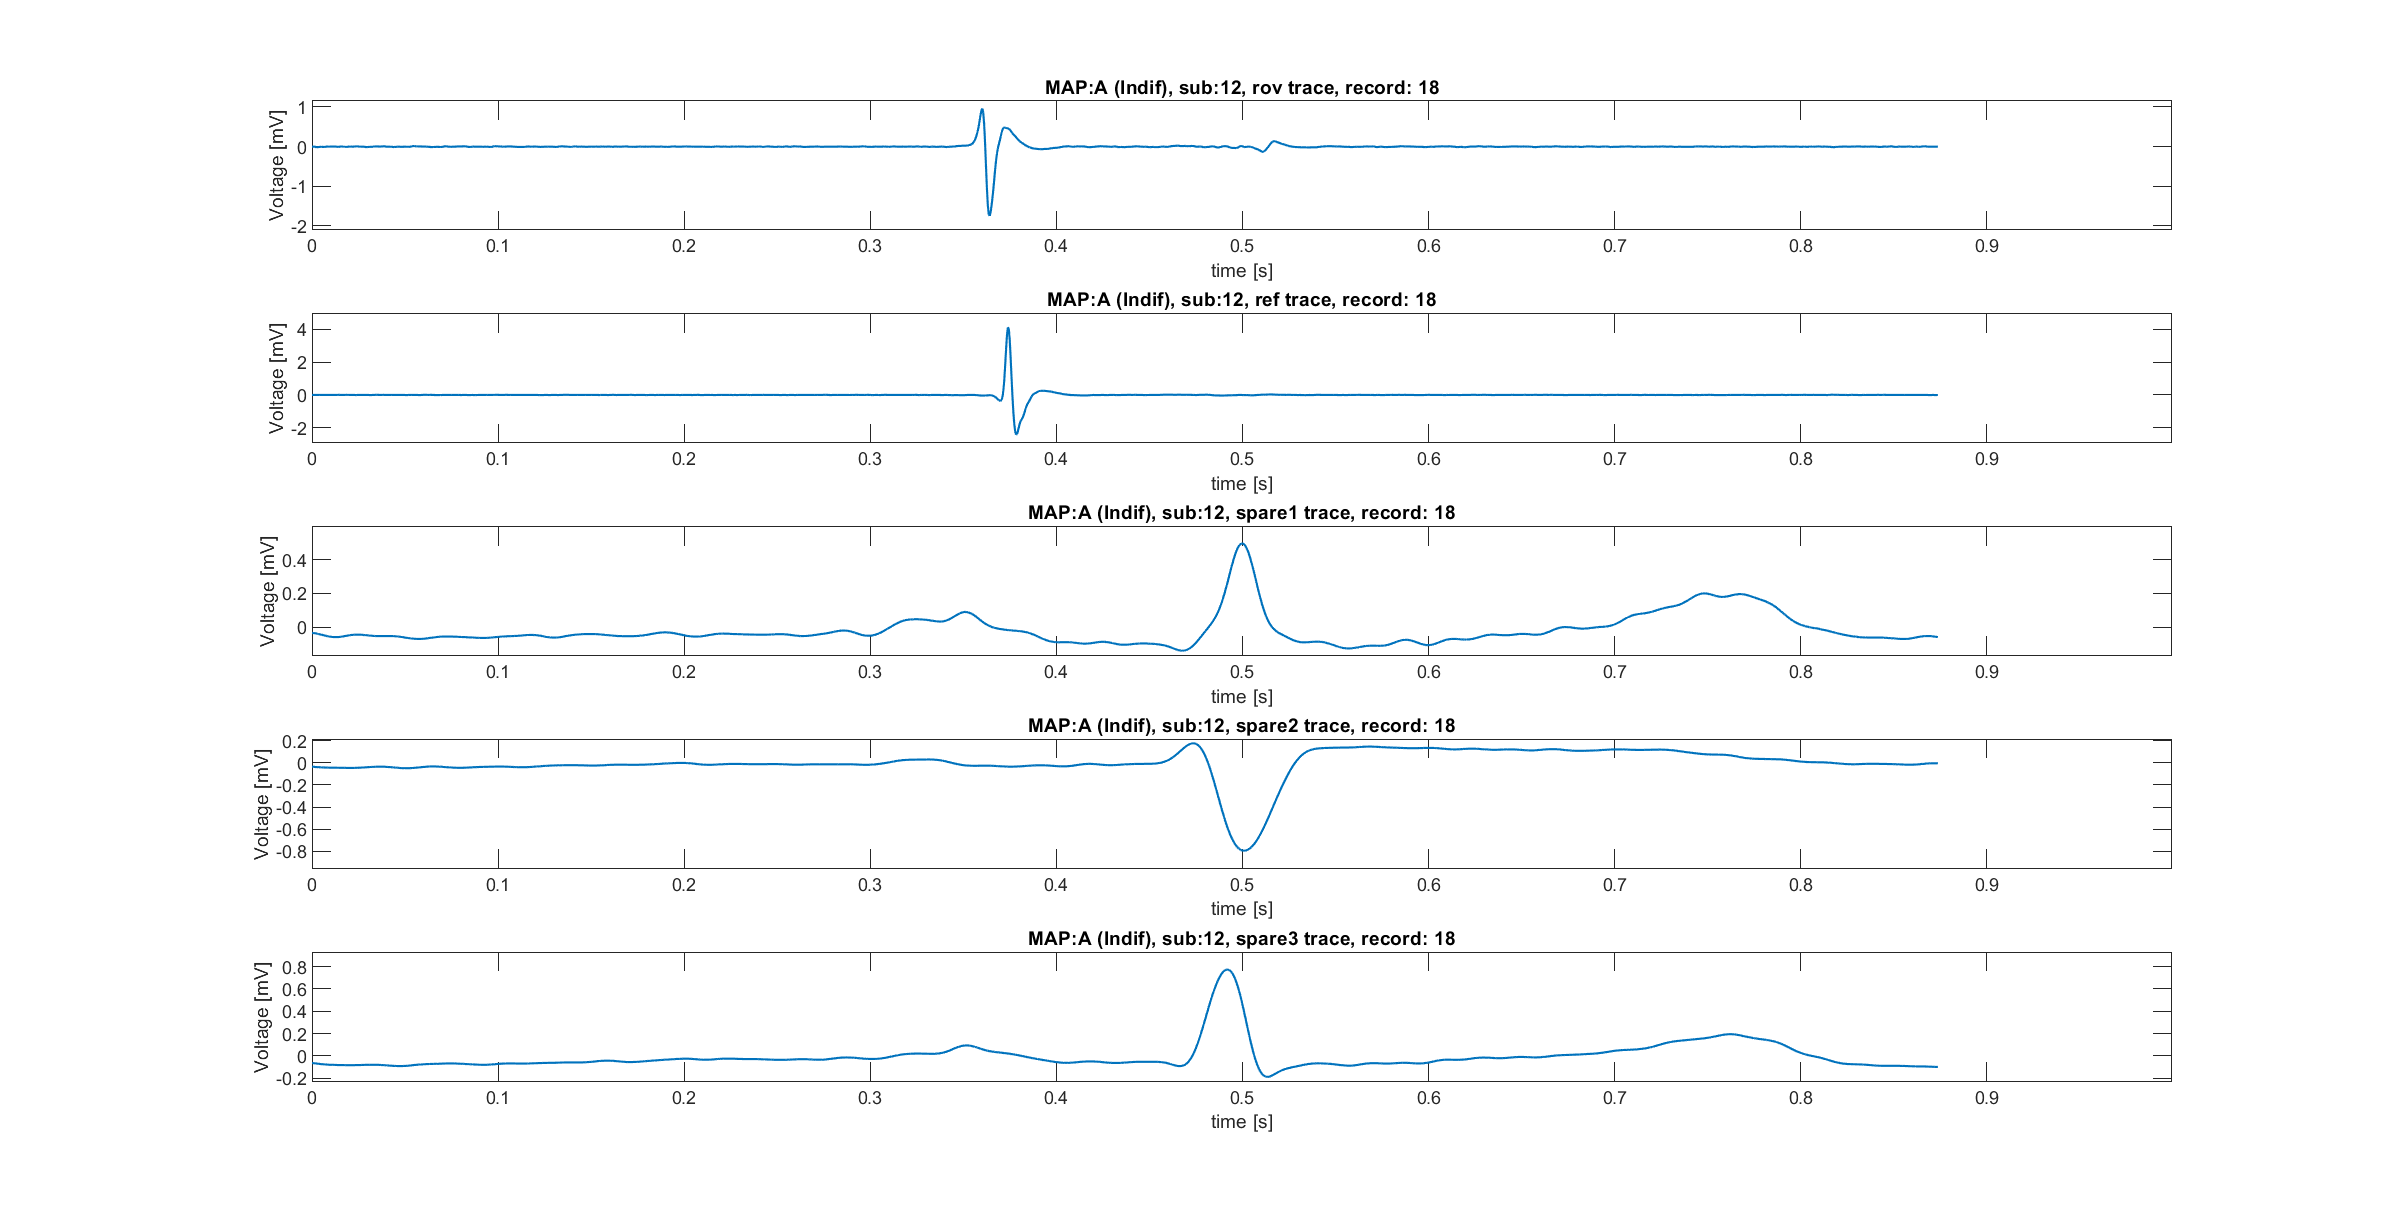 MAP:A (Indif), sub:12, rov trace, record: 18
Voltage [mV]
1
0
-1
-2
0 0.1 0.2 0.3 0.4 0.5 0.6 0.7 0.8 0.9
time [s]
MAP:A (Indif), sub:12, ref trace, record: 18
Voltage [mV]
4
2
0
-2
0 0.1 0.2 0.3 0.4 0.5 0.6 0.7 0.8 0.9
time [s]
MAP:A (Indif), sub:12, spare1 trace, record: 18
Voltage [mV]
0.4
0.2
0
0 0.1 0.2 0.3 0.4 0.5 0.6 0.7 0.8 0.9
time [s]
MAP:A (Indif), sub:12, spare2 trace, record: 18
Voltage [mV]
0.2
0
-0.2
-0.4
-0.6
-0.8
0 0.1 0.2 0.3 0.4 0.5 0.6 0.7 0.8 0.9
time [s]
MAP:A (Indif), sub:12, spare3 trace, record: 18
Voltage [mV]
0.8
0.6
0.4
0.2
0
-0.2
0 0.1 0.2 0.3 0.4 0.5 0.6 0.7 0.8 0.9
time [s]